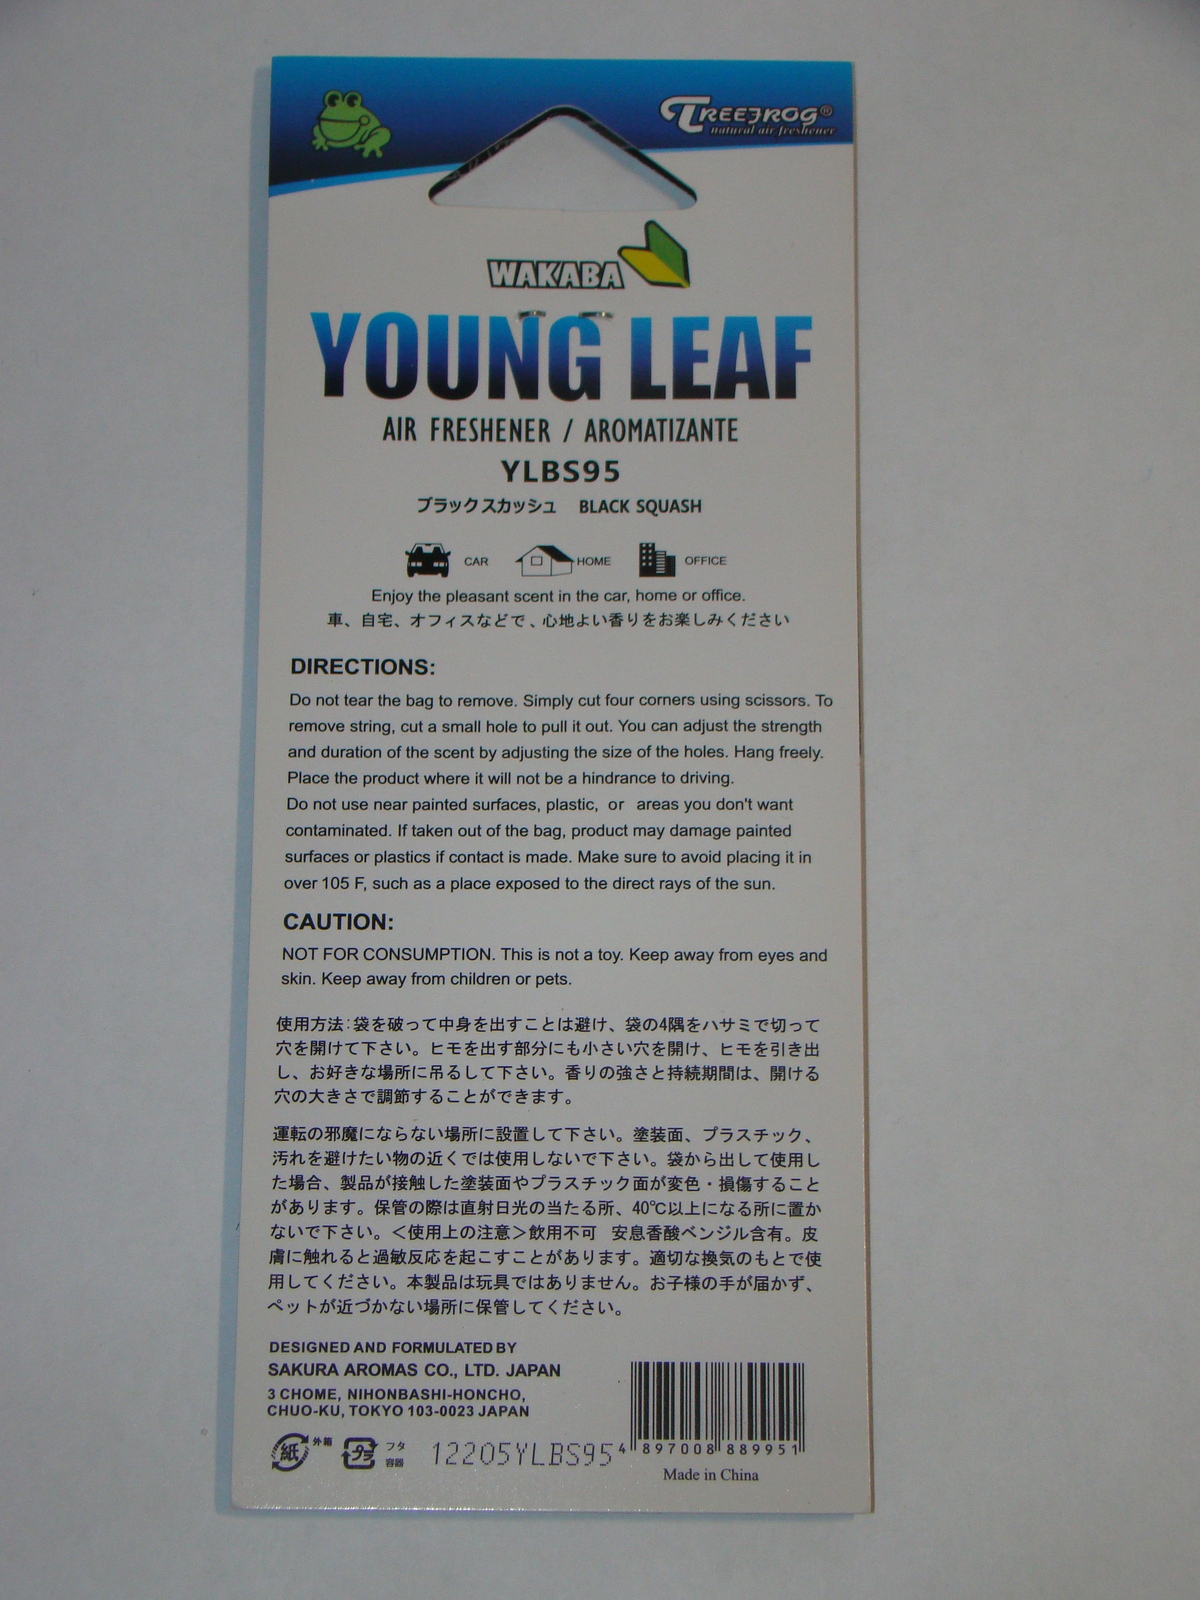 TREEFROG®
natural air freshener
WAKABA
YOUNG LEAF
AIR FRESHENER / AROMATIZANTE
YLBS95
ブラックスカッシュ BLACK SQUASH
CAR HOME OFFICE
Enjoy the pleasant scent in the car, home or office.
車、自宅、オフィスなどで、心地よい香りをお楽しみください
DIRECTIONS:
Do not tear the bag to remove. Simply cut four corners using scissors. To
remove string, cut a small hole to pull it out. You can adjust the strength
and duration of the scent by adjusting the size of the holes. Hang freely.
Place the product where it will not be a hindrance to driving.
Do not use near painted surfaces, plastic, or areas you don't want
contaminated. If taken out of the bag, product may damage painted
surfaces or plastics if contact is made. Make sure to avoid placing it in
over 105 F, such as a place exposed to the direct rays of the sun.
CAUTION:
NOT FOR CONSUMPTION. This is not a toy. Keep away from eyes and
skin. Keep away from children or pets.
使用方法:袋を破って中身を出すことは避け、袋の4隅をハサミで切って
穴を開けて下さい。ヒモを出す部分にも小さい穴を開け、ヒモを引き出
し、お好きな場所に吊るして下さい。香りの強さと持続期間は、開ける
穴の大きさで調節することができます。
運転の邪魔にならない場所に設置して下さい。塗装面、プラスチック、
汚れを避けたい物の近くでは使用しないで下さい。袋から出して使用し
た場合、製品が接触した塗装面やプラスチック面が変色・損傷すること
があります。保管の際は直射日光の当たる所、40℃以上になる所に置か
ないで下さい。＜使用上の注意＞飲用不可 安息香酸ベンジル含有。皮
膚に触れると過敏反応を起こすことがあります。適切な換気のもとで使
用してください。本製品は玩具ではありません。お子様の手が届かず、
ペットが近づかない場所に保管してください。
DESIGNED AND FORMULATED BY
SAKURA AROMAS CO., LTD. JAPAN
3 CHOME, NIHONBASHI-HONCHO,
CHUO-KU, TOKYO 103-0023 JAPAN
紙 外箱 プラ フタ 容器 12205YLBS95
4 897008 889951
Made in China